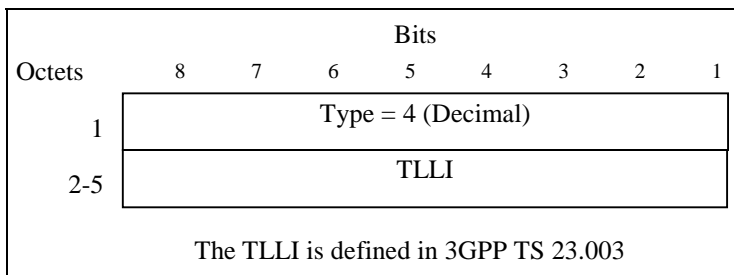 Bits
Octets 8 7 6 5 4 3 2 1
1 Type = 4 (Decimal)
2-5 TLLI
The TLLI is defined in 3GPP TS 23.003